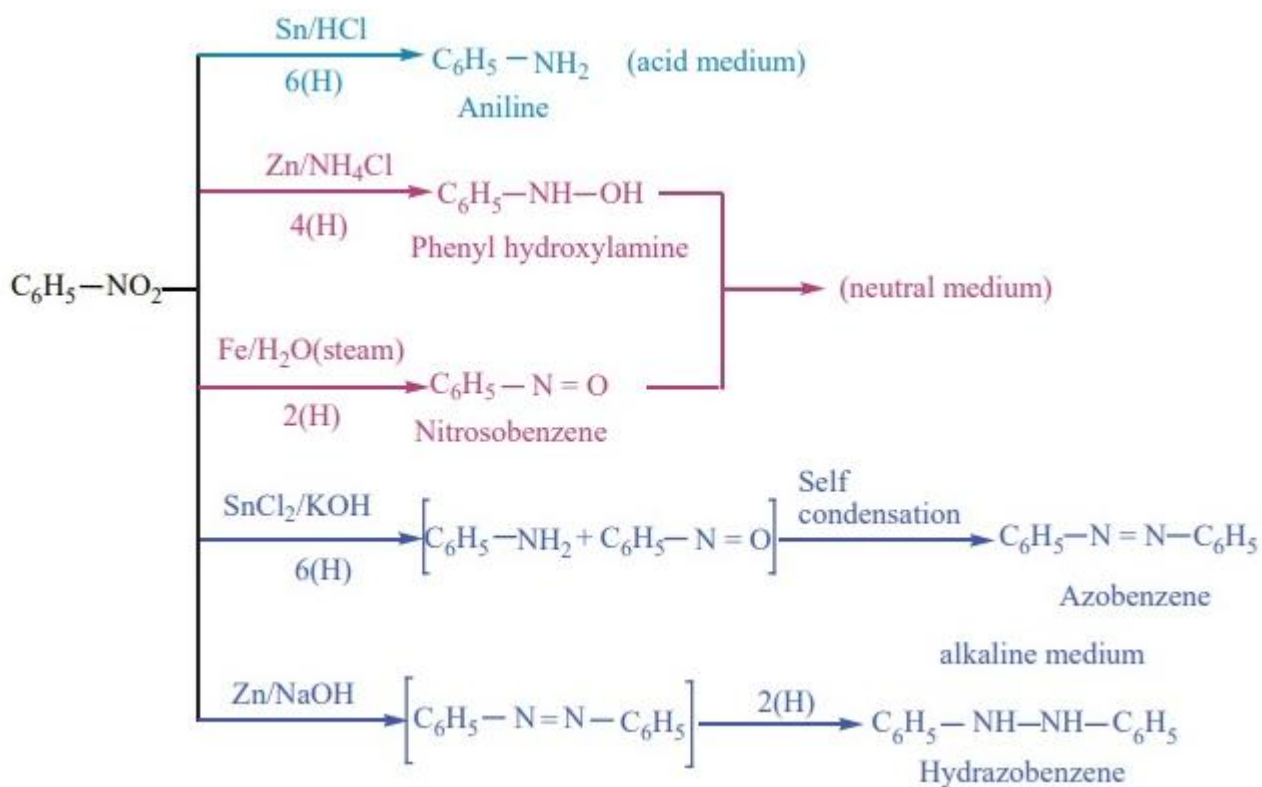 Sn/HCl
6(H)
C₆H₅ – NH₂ (acid medium)
Aniline
Zn/NH₄Cl
4(H)
C₆H₅–NH–OH
Phenyl hydroxylamine
C₆H₅–NO₂
(neutral medium)
Fe/H₂O(steam)
2(H)
C₆H₅ – N = O
Nitrosobenzene
SnCl₂/KOH
6(H)
[C₆H₅ –NH₂ + C₆H₅– N = O]
Self
condensation
C₆H₅–N = N–C₆H₅
Azobenzene
alkaline medium
Zn/NaOH
[C₆H₅ – N = N – C₆H₅]
2(H)
C₆H₅ – NH–NH– C₆H₅
Hydrazobenzene